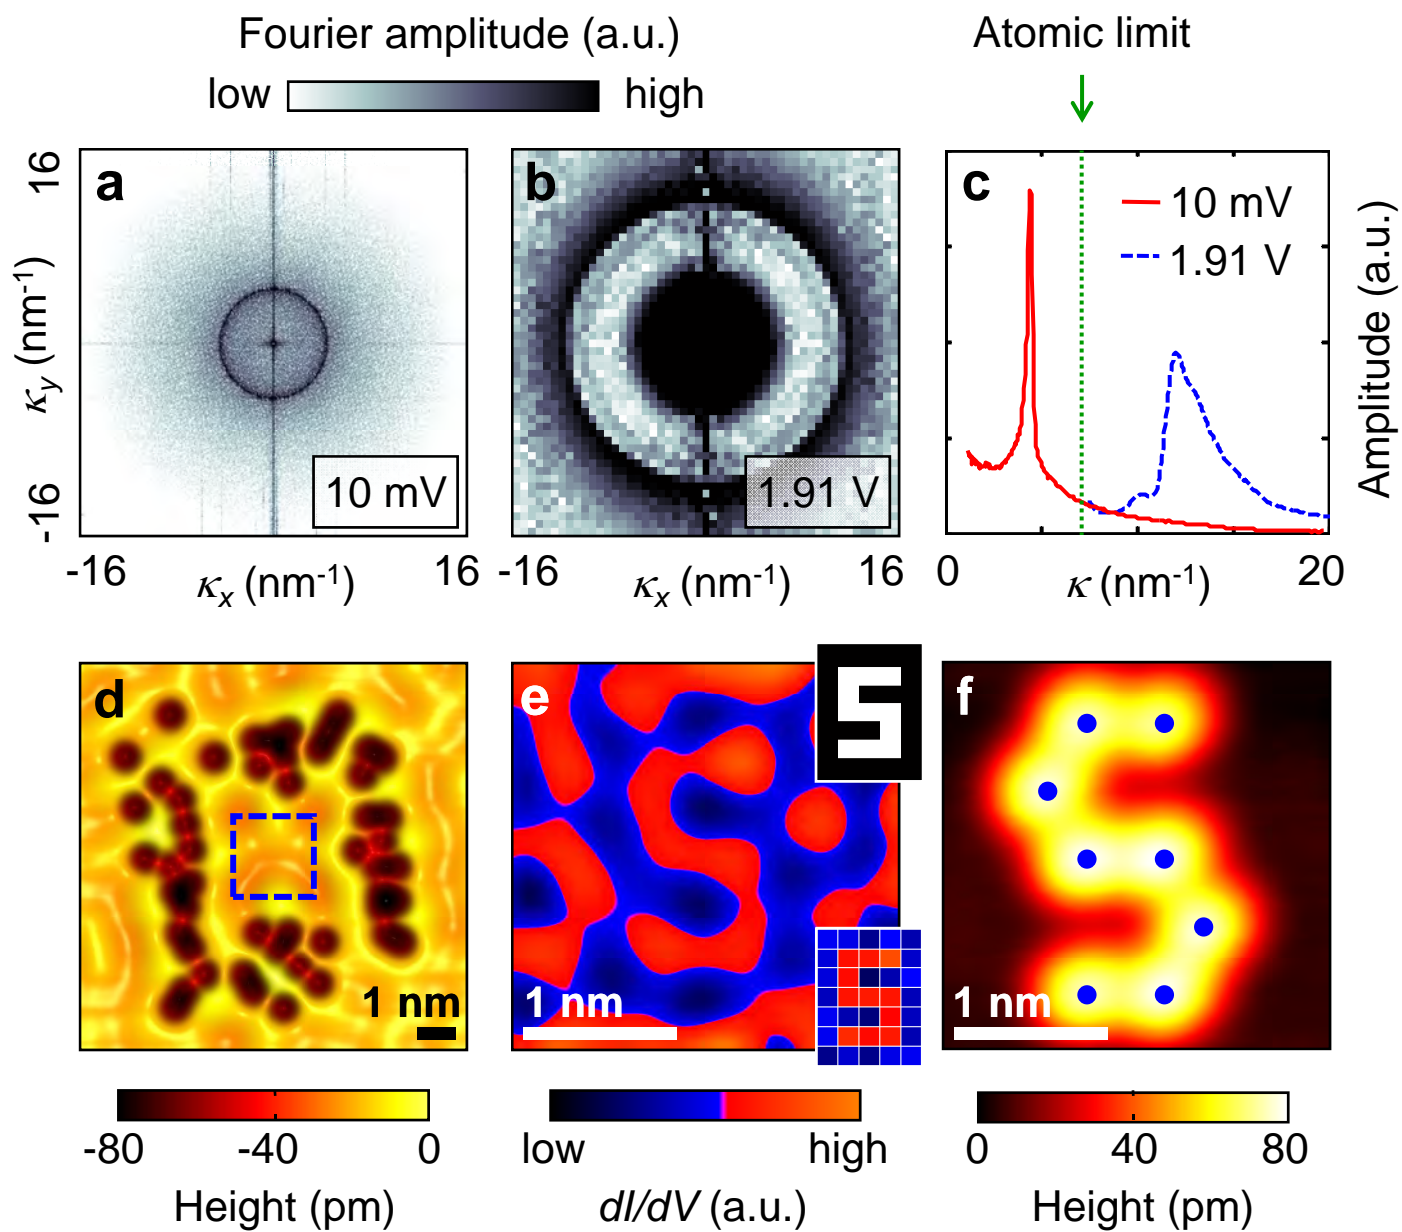 Fourier amplitude (a.u.)
low high
Atomic limit
a
16
κy (nm-1)
-16
10 mV
-16 κx (nm-1) 16
b
1.91 V
-16 κx (nm-1) 16
c
10 mV
1.91 V
Amplitude (a.u.)
0 κ (nm-1) 20
d
1 nm
-80 -40 0
Height (pm)
e
S
1 nm
low high
dI/dV (a.u.)
f
1 nm
0 40 80
Height (pm)